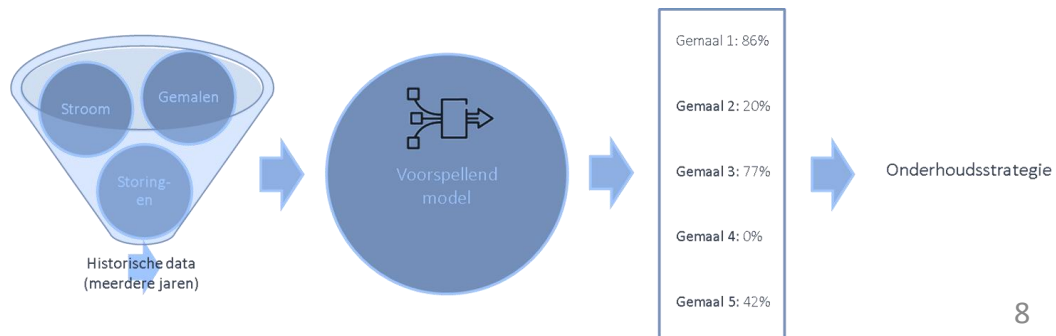 Stroom
Gemalen
Storing-
en
Historische data
(meerdere jaren)
Voorspellend
model
Gemaal 1: 86%
Gemaal 2: 20%
Gemaal 3: 77%
Gemaal 4: 0%
Gemaal 5: 42%
Onderhoudsstrategie
8